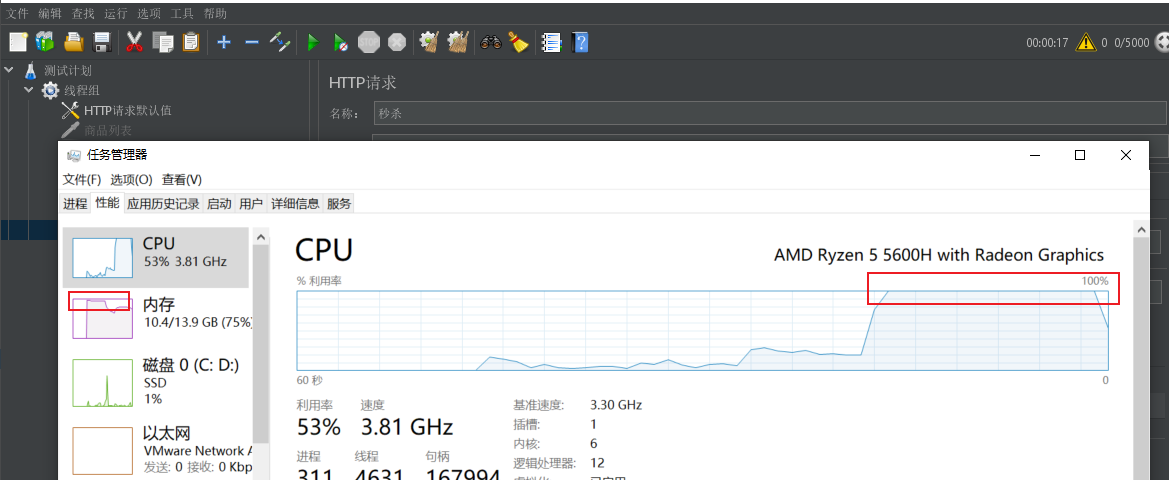 文件 编辑 查找 运行 选项 工具 帮助
STOP
00:00:17 0 0/5000
测试计划
线程组
HTTP请求默认值
商品列表
HTTP请求
名称： 秒杀
任务管理器
文件(F) 选项(O) 查看(V)
进程 性能 应用历史记录 启动 用户 详细信息 服务
CPU
53% 3.81 GHz
内存
10.4/13.9 GB (75%)
磁盘 0 (C: D:)
SSD
1%
以太网
VMware Network A
发送: 0 接收: 0 Kbp
CPU
AMD Ryzen 5 5600H with Radeon Graphics
% 利用率 100%
60 秒 0
利用率 速度
53% 3.81 GHz
进程 线程 句柄
311 4631 167994
基准速度: 3.30 GHz
插槽: 1
内核: 6
逻辑处理器: 12